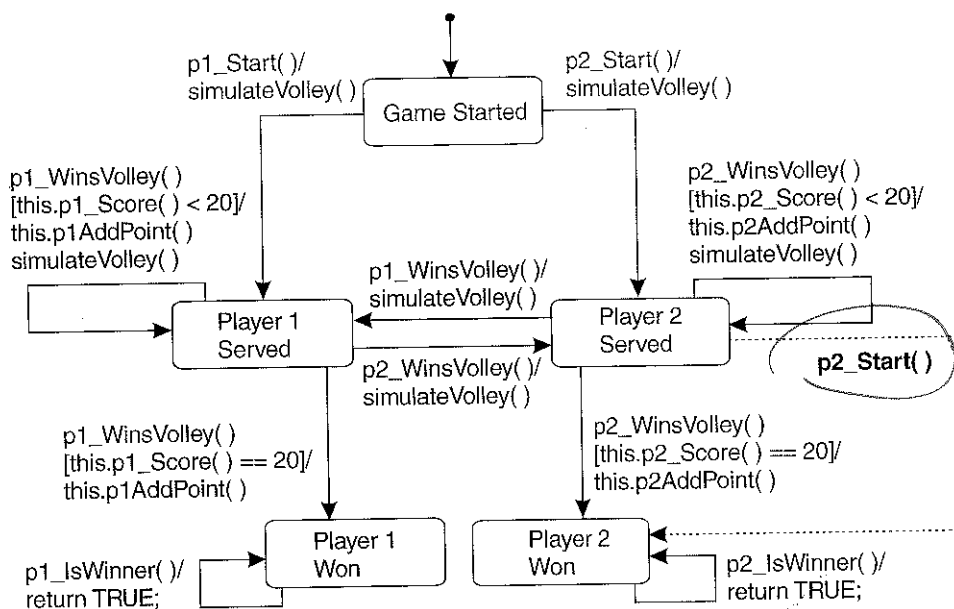 p1_Start( )/
simulateVolley( )
p2_Start( )/
simulateVolley( )
Game Started
p1_WinsVolley( )
[this.p1_Score( ) < 20]/
this.p1AddPoint( )
simulateVolley( )
p2_WinsVolley( )
[this.p2_Score( ) < 20]/
this.p2AddPoint( )
simulateVolley( )
p1_WinsVolley( )/
simulateVolley( )
Player 1
Served
Player 2
Served
p2_Start( )
p2_WinsVolley( )/
simulateVolley( )
p1_WinsVolley( )
[this.p1_Score( ) == 20]/
this.p1AddPoint( )
p2_WinsVolley( )
[this.p2_Score( ) == 20]/
this.p2AddPoint( )
Player 1
Won
Player 2
Won
p1_IsWinner( )/
return TRUE;
p2_IsWinner( )/
return TRUE;